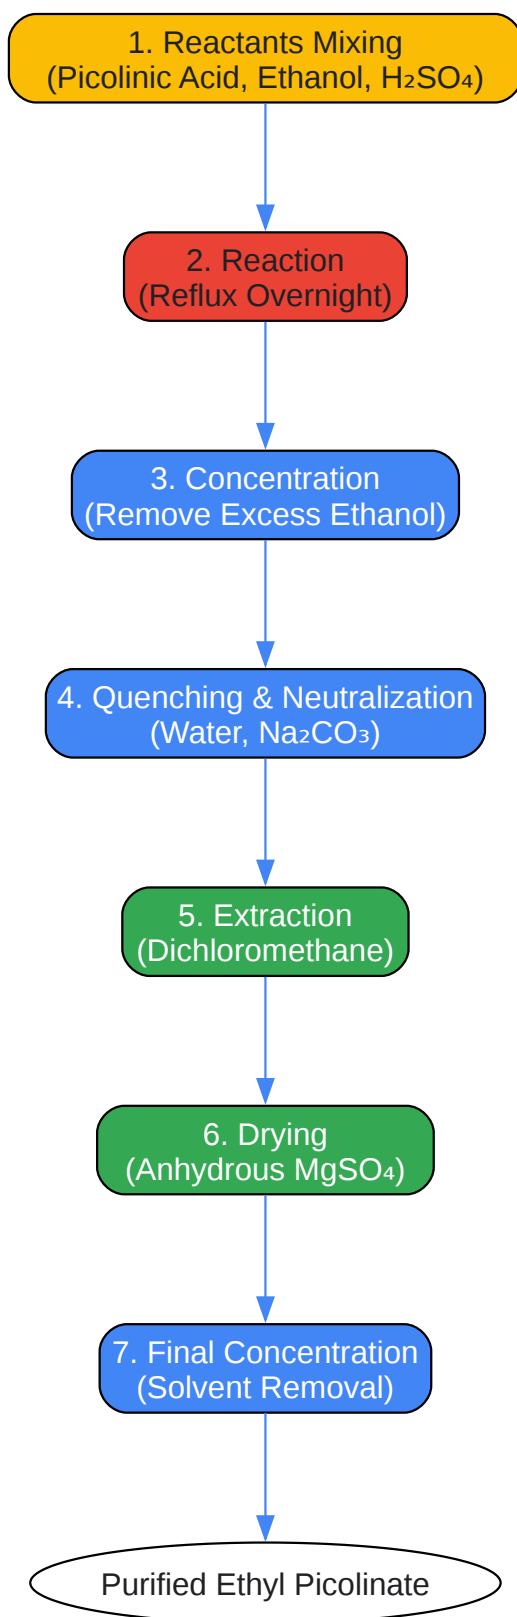 1. Reactants Mixing
(Picolinic Acid, Ethanol, H₂SO₄)
2. Reaction
(Reflux Overnight)
3. Concentration
(Remove Excess Ethanol)
4. Quenching & Neutralization
(Water, Na₂CO₃)
5. Extraction
(Dichloromethane)
6. Drying
(Anhydrous MgSO₄)
7. Final Concentration
(Solvent Removal)
Purified Ethyl Picolinate